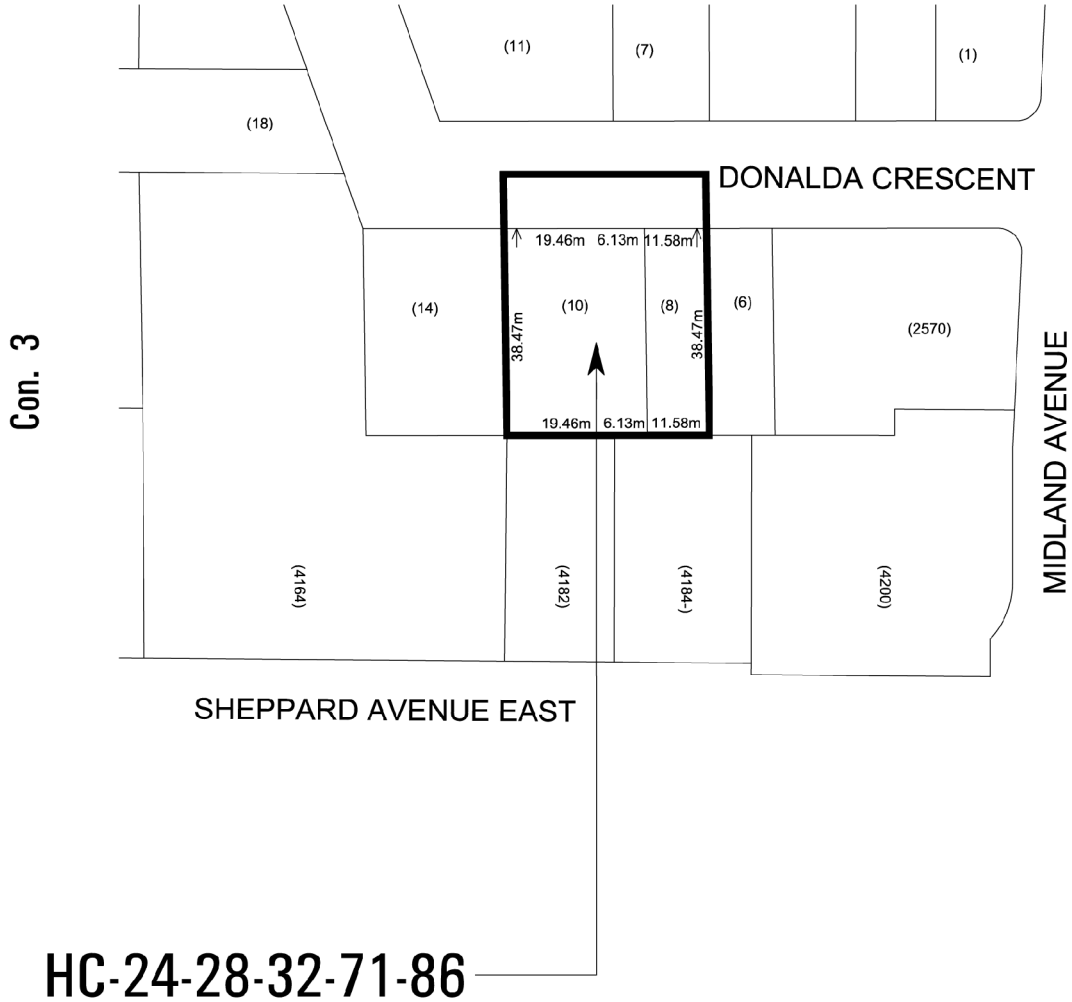 (11)
(7)
(1)
(18)
DONALDA CRESCENT
19.46m 6.13m 11.58m
(14)
(10)
(8)
(6)
(2570)
38.47m
38.47m
Con. 3
MIDLAND AVENUE
19.46m 6.13m 11.58m
(4164)
(4182)
(4184-)
(4200)
SHEPPARD AVENUE EAST
HC-24-28-32-71-86